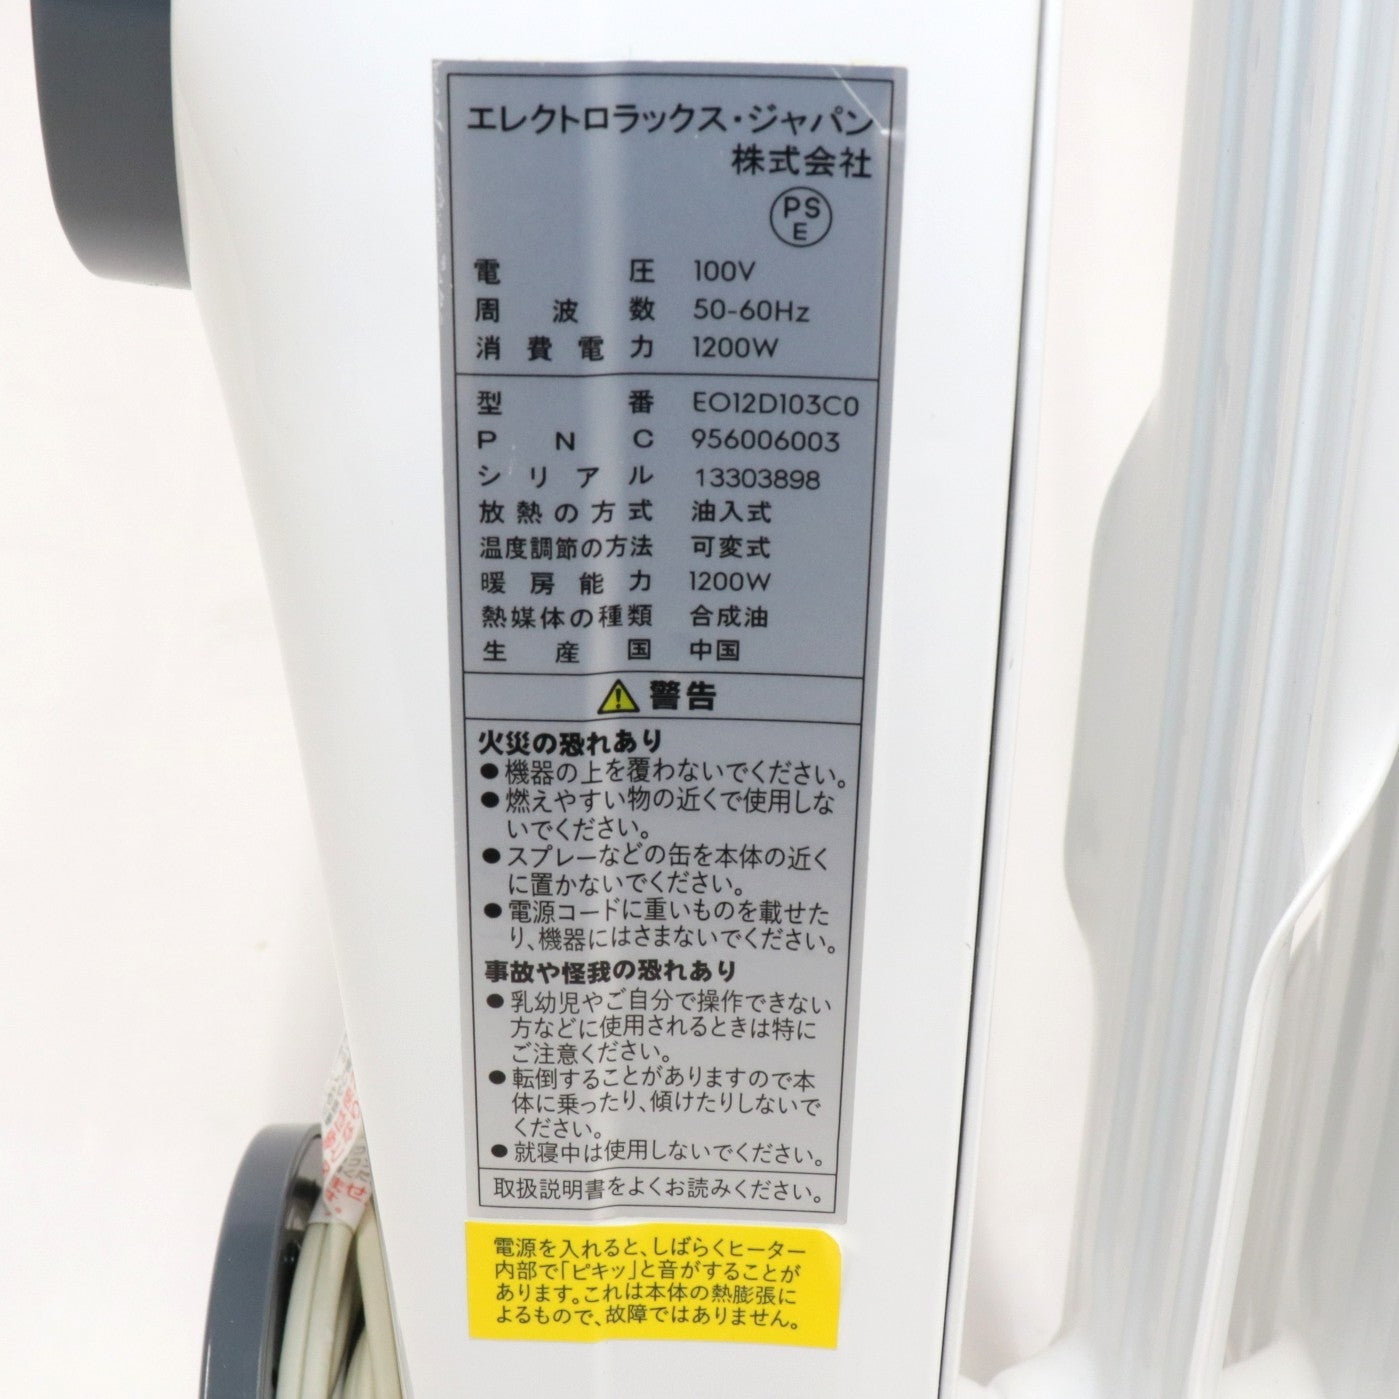 エレクトロラックス・ジャパン
株式会社
PS
E
電圧 100V
周波数 50-60Hz
消費電力 1200W
型番 EO12D103C0
PNC 956006003
シリアル 13303898
放熱の方式 油入式
温度調節の方法 可変式
暖房能力 1200W
熱媒体の種類 合成油
生産国 中国
警告
火災の恐れあり
●機器の上を覆わないでください。
●燃えやすい物の近くで使用しな
いでください。
●スプレーなどの缶を本体の近く
に置かないでください。
●電源コードに重いものを載せた
り、機器にはさまないでください。
事故や怪我の恐れあり
●乳幼児やご自分で操作できない
方などに使用されるときは特に
ご注意ください。
●転倒することがありますので本
体に乗ったり、傾けたりしないで
ください。
●就寝中は使用しないでください。
取扱説明書をよくお読みください。
電源を入れると、しばらくヒーター
内部で「ピキッ」と音がすることが
あります。これは本体の熱膨張に
よるもので、故障ではありません。